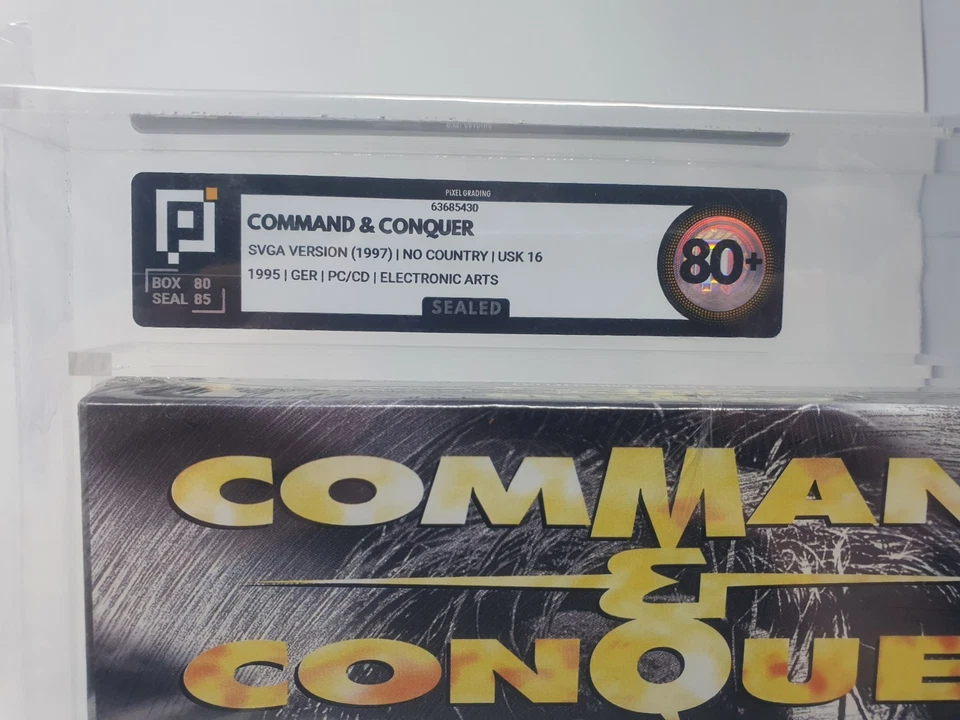 PIXEL GRADING
63685430
COMMAND & CONQUER
SVGA VERSION (1997) | NO COUNTRY | USK 16
1995 | GER | PC/CD | ELECTRONIC ARTS
SEALED
BOX 80
SEAL 85
80+
COMMAN
&
CONQUE